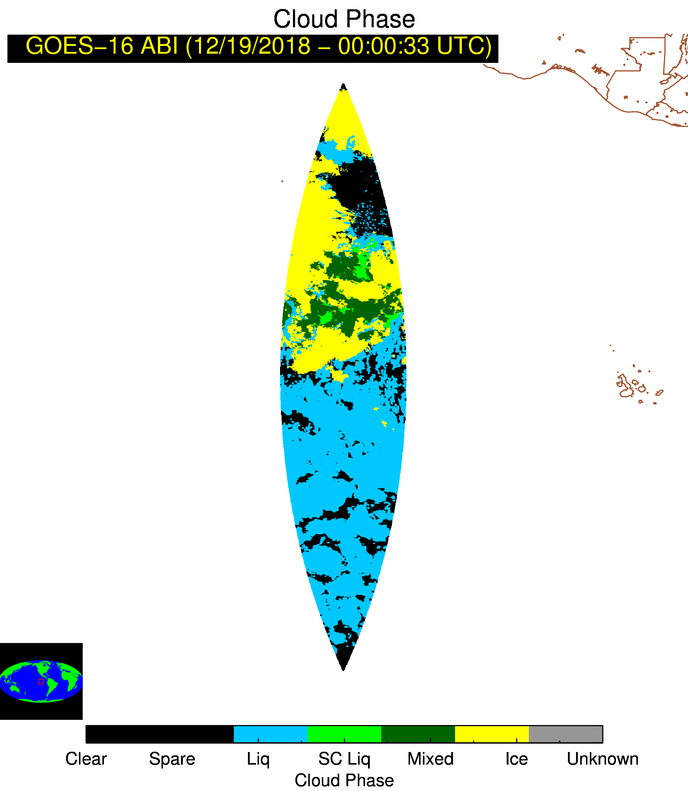 Cloud Phase
GOES−16 ABI (12/19/2018 − 00:00:33 UTC)
Clear Spare Liq SC Liq Mixed Ice Unknown
Cloud Phase